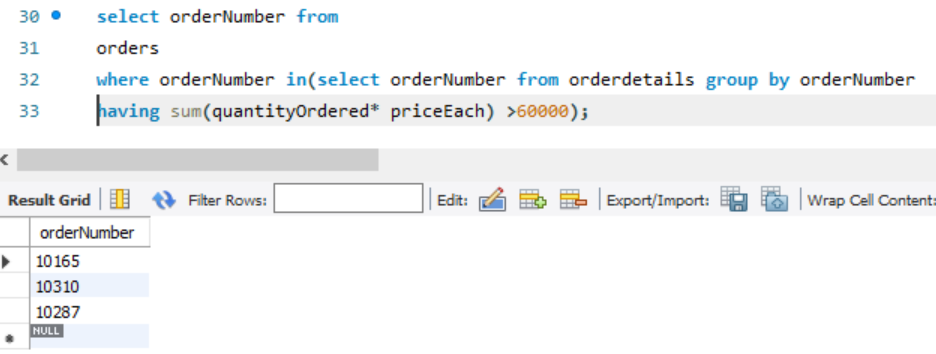 30 select orderNumber from
31 orders
32 where orderNumber in(select orderNumber from orderdetails group by orderNumber
33 having sum(quantityOrdered* priceEach) >60000);
Result Grid Filter Rows: Edit: Export/Import: Wrap Cell Content:
orderNumber
10165
10310
10287
NULL